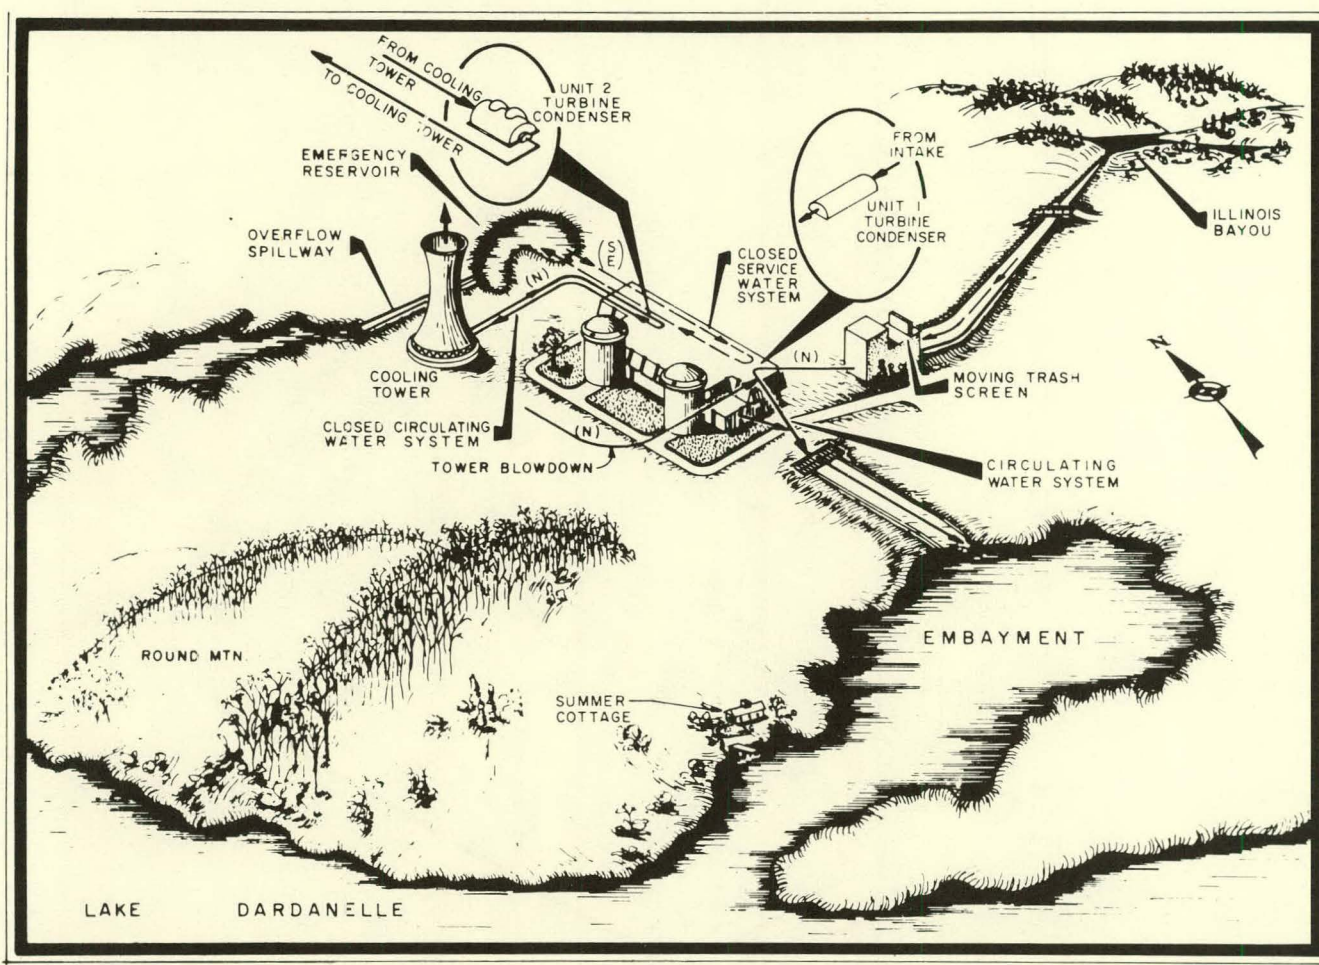 FROM COOLING
TOWER
TO COOLING TOWER
UNIT 2
TURBINE
CONDENSER
EMERGENCY
RESERVOIR
OVERFLOW
SPILLWAY
(N)
(S
E)
CLOSED
SERVICE
WATER
SYSTEM
FROM
INTAKE
UNIT 1
TURBINE
CONDENSER
ILLINOIS
BAYOU
(N)
MOVING TRASH
SCREEN
N
COOLING
TOWER
CLOSED CIRCULATING
WATER SYSTEM
(N)
TOWER BLOWDOWN
CIRCULATING
WATER SYSTEM
EMBAYMENT
ROUND MTN.
SUMMER
COTTAGE
LAKE DARDANELLE